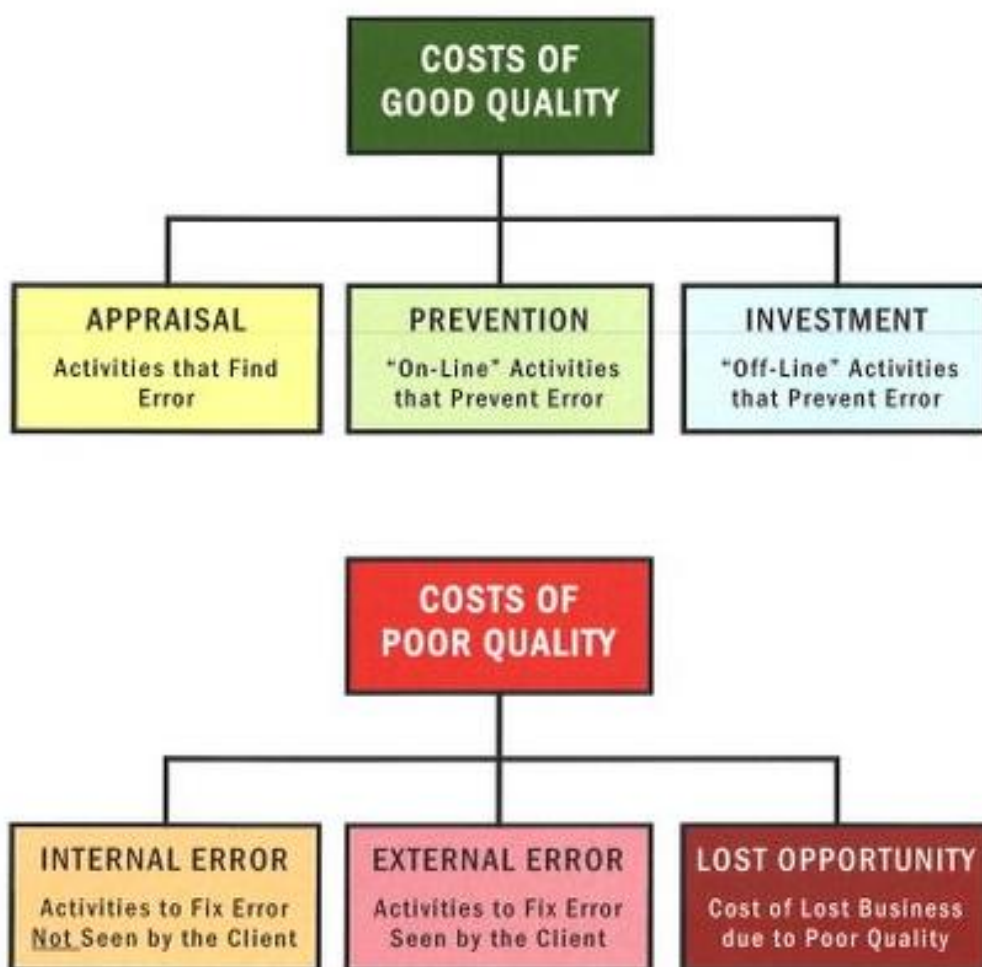 COSTS OF
GOOD QUALITY
APPRAISAL
Activities that Find
Error
PREVENTION
"On-Line" Activities
that Prevent Error
INVESTMENT
"Off-Line" Activities
that Prevent Error
COSTS OF
POOR QUALITY
INTERNAL ERROR
Activities to Fix Error
Not Seen by the Client
EXTERNAL ERROR
Activities to Fix Error
Seen by the Client
LOST OPPORTUNITY
Cost of Lost Business
due to Poor Quality